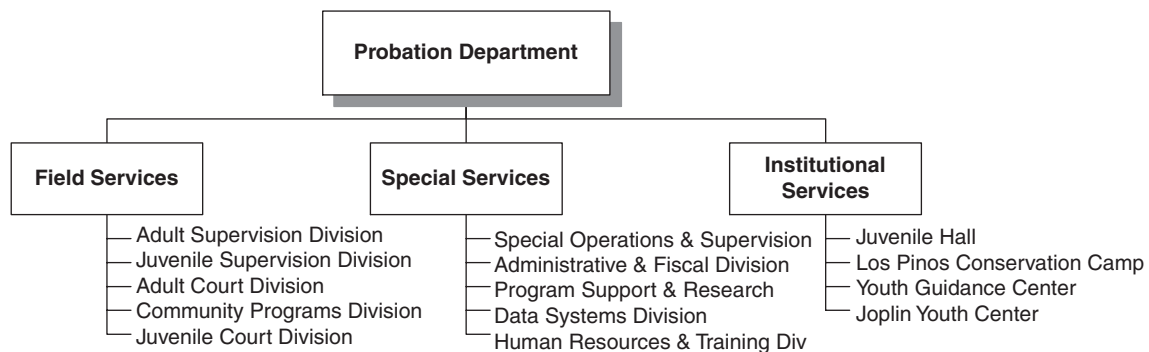 Probation Department
Field Services
Special Services
Institutional
Services
Adult Supervision Division
Juvenile Supervision Division
Adult Court Division
Community Programs Division
Juvenile Court Division
Special Operations & Supervision
Administrative & Fiscal Division
Program Support & Research
Data Systems Division
Human Resources & Training Div
Juvenile Hall
Los Pinos Conservation Camp
Youth Guidance Center
Joplin Youth Center